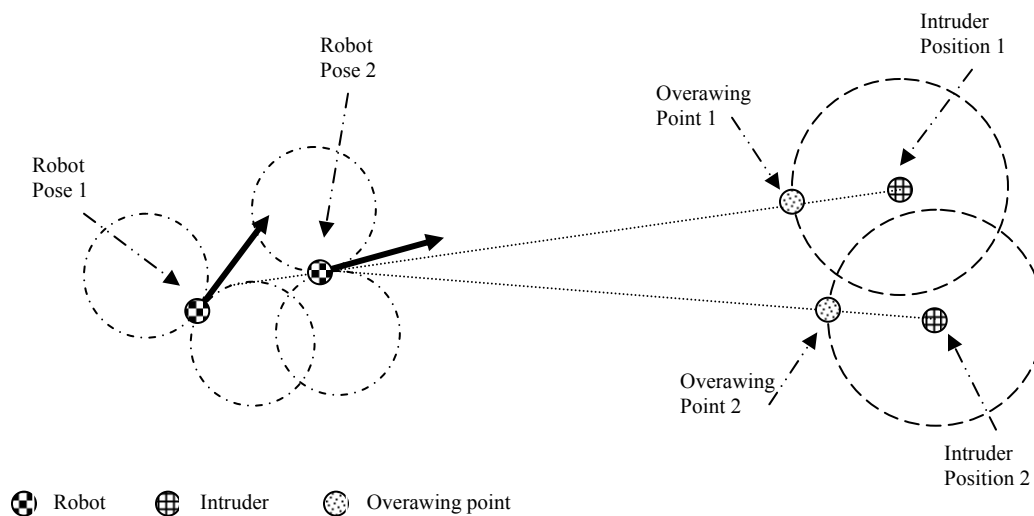 Intruder
Position 1
Robot
Pose 2
Overawing
Point 1
Robot
Pose 1
Overawing
Point 2
Intruder
Position 2
Robot
Intruder
Overawing point